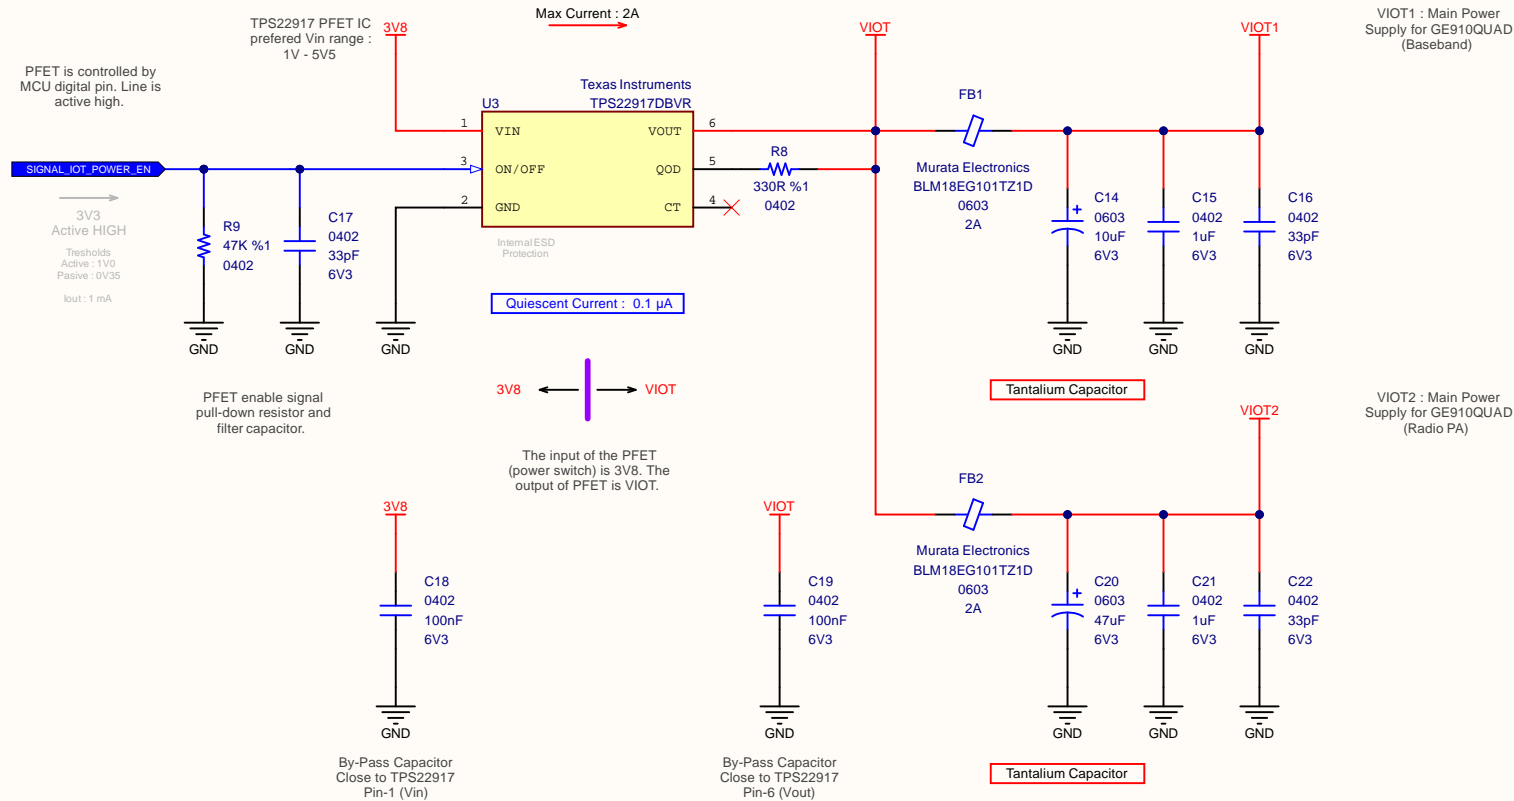 TPS22917 PFET IC
prefered Vin range :
1V - 5V5
3V8
Max Current : 2A
VIOT
VIOT1
VIOT1 : Main Power
Supply for GE910QUAD
(Baseband)
PFET is controlled by
MCU digital pin. Line is
active high.
Texas Instruments
U3
TPS22917DBVR
1
VIN
VOUT
6
3
ON/OFF
QOD
5
2
GND
CT
4
R8
330R %1
0402
FB1
Murata Electronics
BLM18EG101TZ1D
0603
2A
SIGNAL_IOT_POWER_EN
3V3
Active HIGH
Tresholds
Active : 1V0
Pasive : 0V35
Iout : 1 mA
R9
47K %1
0402
C17
0402
33pF
6V3
Internal ESD
Protection
Quiescent Current : 0.1 µA
C14
0603
10uF
6V3
C15
0402
1uF
6V3
C16
0402
33pF
6V3
GND
GND
GND
GND
GND
GND
PFET enable signal
pull-down resistor and
filter capacitor.
3V8
VIOT
Tantalium Capacitor
The input of the PFET
(power switch) is 3V8. The
output of PFET is VIOT.
VIOT2
VIOT2 : Main Power
Supply for GE910QUAD
(Radio PA)
3V8
C18
0402
100nF
6V3
GND
By-Pass Capacitor
Close to TPS22917
Pin-1 (Vin)
VIOT
C19
0402
100nF
6V3
GND
By-Pass Capacitor
Close to TPS22917
Pin-6 (Vout)
FB2
Murata Electronics
BLM18EG101TZ1D
0603
2A
C20
0603
47uF
6V3
C21
0402
1uF
6V3
C22
0402
33pF
6V3
GND
GND
GND
Tantalium Capacitor